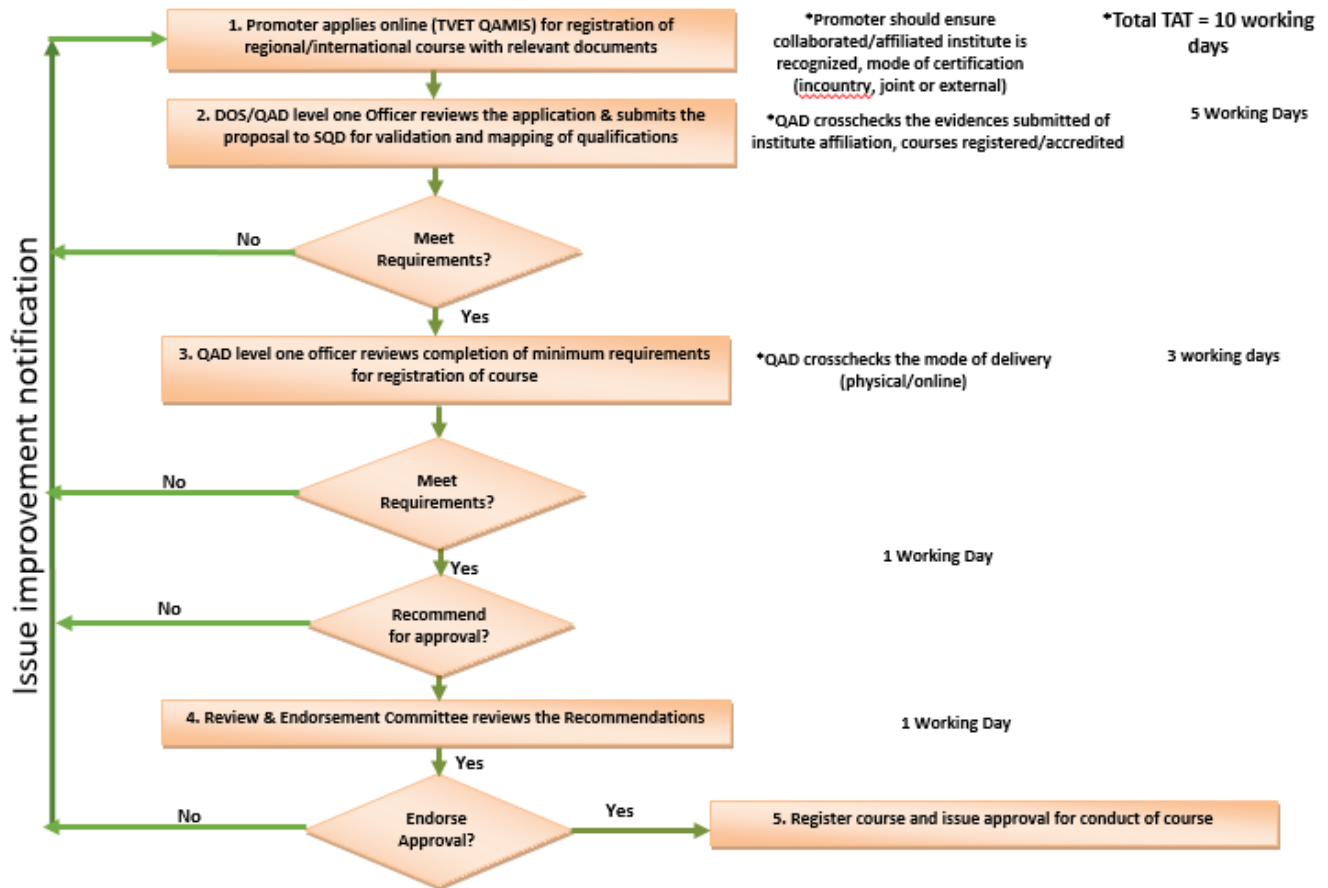 1. Promoter applies online (TVET QAMIS) for registration of
regional/international course with relevant documents
*Promoter should ensure
collaborated/affiliated institute is
recognized, mode of certification
(incountry, joint or external)
*Total TAT = 10 working
days
2. DOS/QAD level one Officer reviews the application & submits the
proposal to SQD for validation and mapping of qualifications
*QAD crosschecks the evidences submitted of
institute affiliation, courses registered/accredited
5 Working Days
Issue improvement notification
No
Meet
Requirements?
Yes
3. QAD level one officer reviews completion of minimum requirements
for registration of course
*QAD crosschecks the mode of delivery
(physical/online)
3 working days
No
Meet
Requirements?
1 Working Day
Yes
No
Recommend
for approval?
4. Review & Endorsement Committee reviews the Recommendations
1 Working Day
Yes
No
Endorse
Approval?
Yes
5. Register course and issue approval for conduct of course